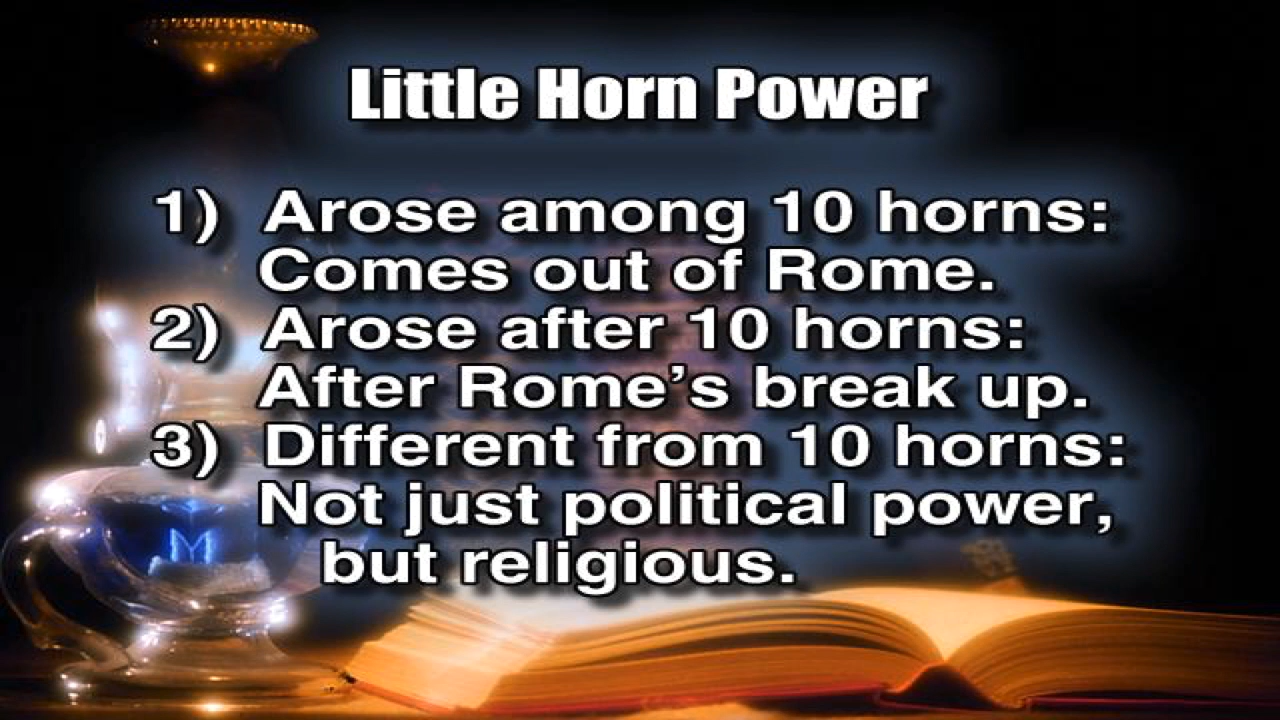 Little Horn Power
1) Arose among 10 horns:
Comes out of Rome.
2) Arose after 10 horns:
After Rome’s break up.
3) Different from 10 horns:
Not just political power,
but religious.